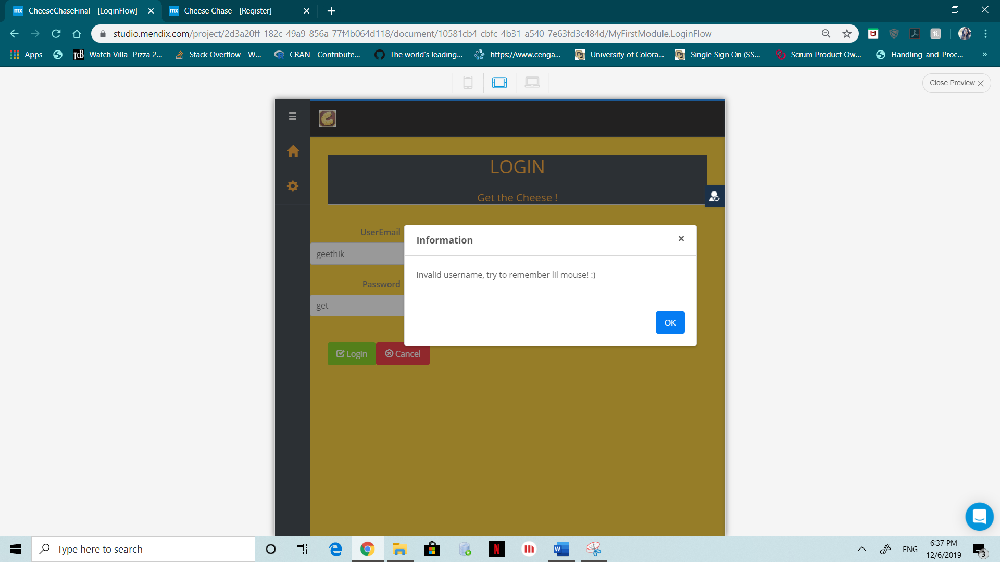 mx CheeseChaseFinal - [LoginFlow]
mx Cheese Chase - [Register]
studio.mendix.com/project/2d3a20ff-182c-49a9-856a-77f4b064d118/document/10581cb4-cbfc-4b31-a540-7e63fd3c484d/MyFirstModule.LoginFlow
Apps
TCB Watch Villa- Pizza 2...
Stack Overflow - W...
CRAN - Contribute...
The world's leading...
https://www.cenga...
University of Colora...
Single Sign On (SS...
Scrum Product Ow...
Handling_and_Proc...
»
Close Preview
LOGIN
Get the Cheese !
UserEmail
geethik
Password
get
Information
Invalid username, try to remember lil mouse! :)
OK
Login
Cancel
Type here to search
N
W
ENG
6:37 PM
12/6/2019
3